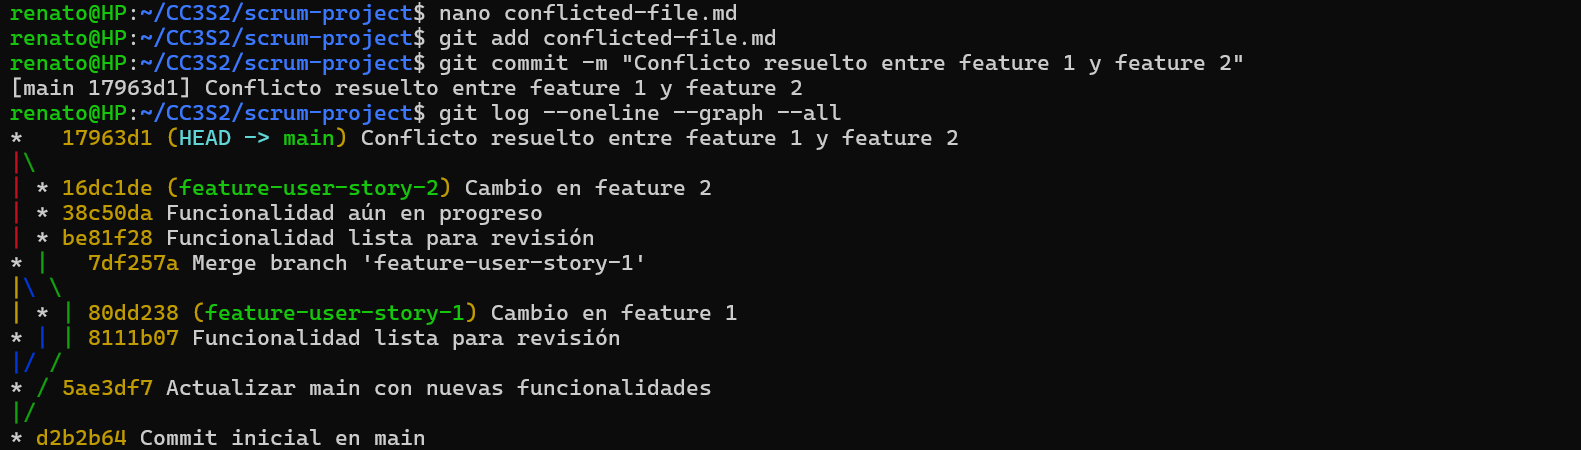 renato@HP:~/CC3S2/scrum-project$ nano conflicted-file.md
renato@HP:~/CC3S2/scrum-project$ git add conflicted-file.md
renato@HP:~/CC3S2/scrum-project$ git commit -m "Conflicto resuelto entre feature 1 y feature 2"
[main 17963d1] Conflicto resuelto entre feature 1 y feature 2
renato@HP:~/CC3S2/scrum-project$ git log --oneline --graph --all
*   17963d1 (HEAD -> main) Conflicto resuelto entre feature 1 y feature 2
|\
| * 16dc1de (feature-user-story-2) Cambio en feature 2
| * 38c50da Funcionalidad aún en progreso
| * be81f28 Funcionalidad lista para revisión
* |   7df257a Merge branch 'feature-user-story-1'
|\ \
| * | 80dd238 (feature-user-story-1) Cambio en feature 1
* | | 8111b07 Funcionalidad lista para revisión
|/ /
* / 5ae3df7 Actualizar main con nuevas funcionalidades
|/
* d2b2b64 Commit inicial en main